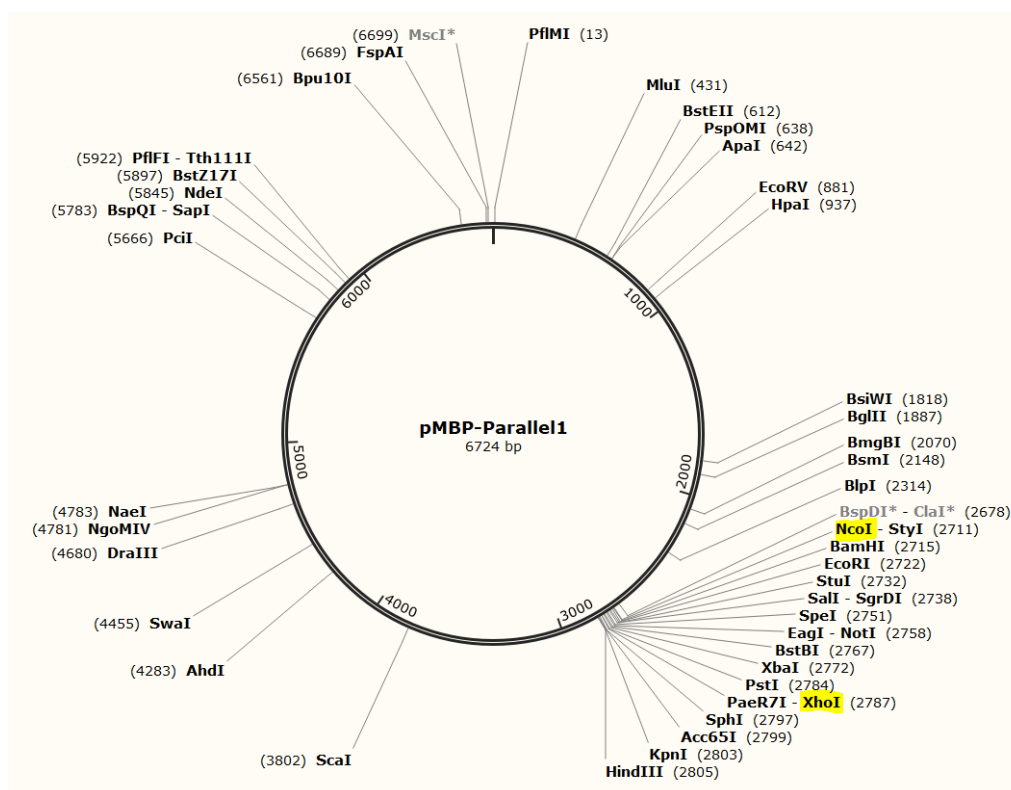 (6699) MscI*
PflMI (13)
(6689) FspAI
(6561) Bpu10I
MluI (431)
BstEII (612)
PspOMI (638)
ApaI (642)
(5922) PflFI - Tth111I
(5897) BstZ17I
(5845) NdeI
(5783) BspQI - SapI
(5666) PciI
EcoRV (881)
HpaI (937)
6000
1000
BsiWI (1818)
BglII (1887)
pMBP-Parallel1
6724 bp
BmgBI (2070)
BsmI (2148)
5000
2000
BlpI (2314)
(4783) NaeI
(4781) NgoMIV
(4680) DraIII
BspDI* - ClaI* (2678)
NcoI - StyI (2711)
BamHI (2715)
EcoRI (2722)
StuI (2732)
SalI - SgrDI (2738)
4000
3000
SpeI (2751)
(4455) SwaI
EagI - NotI (2758)
BstBI (2767)
XbaI (2772)
(4283) AhdI
PstI (2784)
PaeR7I - XhoI (2787)
SphI (2797)
Acc65I (2799)
KpnI (2803)
(3802) ScaI
HindIII (2805)